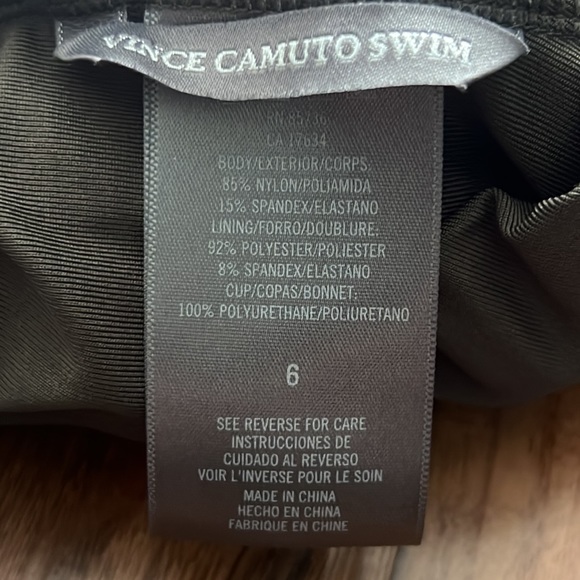 VINCE CAMUTO SWIM
RN 85736
CA 17634
BODY/EXTERIOR/CORPS:
85% NYLON/POLIAMIDA
15% SPANDEX/ELASTANO
LINING/FORRO/DOUBLURE:
92% POLYESTER/POLIESTER
8% SPANDEX/ELASTANO
CUP/COPAS/BONNET:
100% POLYURETHANE/POLIURETANO
6
SEE REVERSE FOR CARE
INSTRUCCIONES DE
CUIDADO AL REVERSO
VOIR L'INVERSE POUR LE SOIN
MADE IN CHINA
HECHO EN CHINA
FABRIQUE EN CHINE